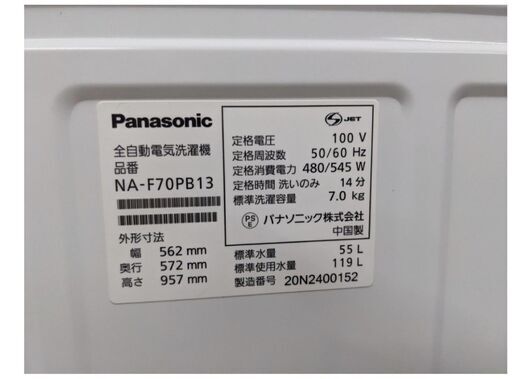 Panasonic
全自動電気洗濯機
品番
NA-F70PB13
外形寸法
幅 562 mm
奥行 572 mm
高さ 957 mm
S JET
定格電圧 100 V
定格周波数 50/60 Hz
定格消費電力 480/545 W
定格時間 洗いのみ 14 分
標準洗濯容量 7.0 kg
PS E パナソニック株式会社
中国製
標準水量 55 L
標準使用水量 119 L
製造番号 20N2400152